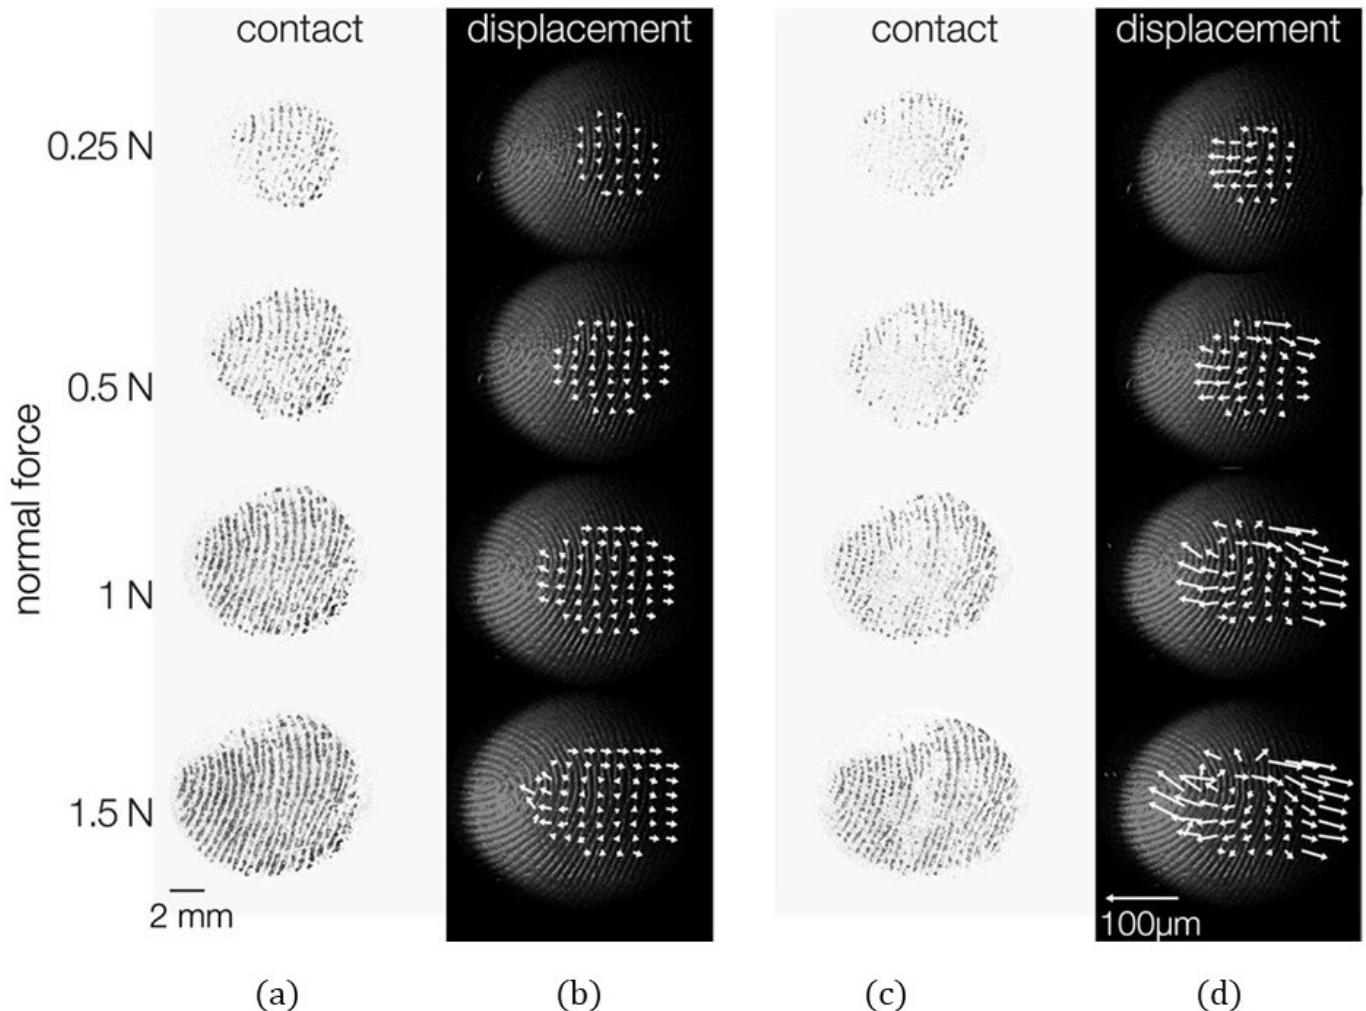 contact displacement contact displacement
0.25 N
0.5 N
normal force
1 N
1.5 N
2 mm
100µm
(a) (b) (c) (d)